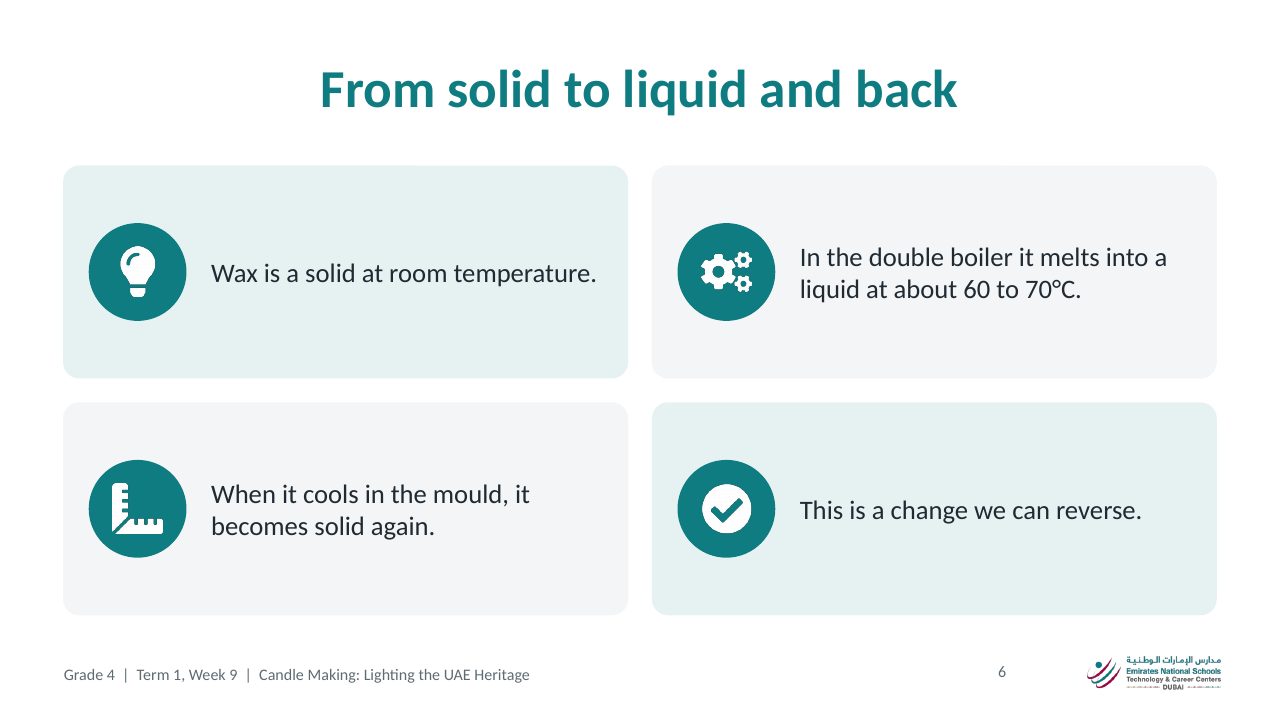 From solid to liquid and back
Wax is a solid at room temperature.
In the double boiler it melts into a
liquid at about 60 to 70°C.
When it cools in the mould, it
becomes solid again.
This is a change we can reverse.
Grade 4 | Term 1, Week 9 | Candle Making: Lighting the UAE Heritage
6
مدارس الإمارات الوطنية
Emirates National Schools
Technology & Career Centers
DUBAI